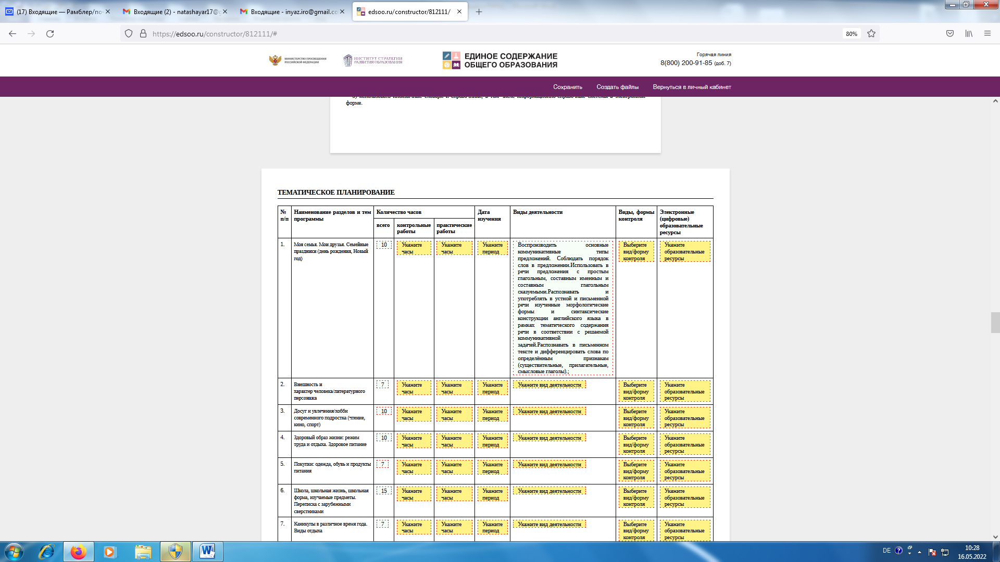 (17) Входящие — Рамблер/по
Входящие (2) - natashayar17@g
Входящие - inyaz.iro@gmail.co
edsoo.ru/constructor/812111/
https://edsoo.ru/constructor/812111/#
80%
МИНИСТЕРСТВО ПРОСВЕЩЕНИЯ
РОССИЙСКОЙ ФЕДЕРАЦИИ
ИНСТИТУТ СТРАТЕГИИ
РАЗВИТИЯ ОБРАЗОВАНИЯ
ЕДИНОЕ СОДЕРЖАНИЕ
ОБЩЕГО ОБРАЗОВАНИЯ
Горячая линия
8(800) 200-91-85 (доб. 7)
Сохранить
Создать файлы
Вернуться в личный кабинет
6) использовать иноязычные словари и справочники, в том числе информационно-справочные системы в электронной
форме.
ТЕМАТИЧЕСКОЕ ПЛАНИРОВАНИЕ
№
п/п
Наименование разделов и тем
программы
Количество часов
всего
контрольные
работы
практические
работы
Дата
изучения
Виды деятельности
Виды, формы
контроля
Электронные
(цифровые)
образовательные
ресурсы
1.
Моя семья. Мои друзья. Семейные
праздники (день рождения, Новый
год)
10
Укажите
часы
Укажите
часы
Укажите
период
Воспроизводить основные
коммуникативные типы
предложений. Соблюдать порядок
слов в предложении.Использовать в
речи предложения с простым
глагольным, составным именным и
составным глагольным
сказуемыми.Распознавать и
употреблять в устной и письменной
речи изученные морфологические
формы и синтаксические
конструкции английского языка в
рамках тематического содержания
речи в соответствии с решаемой
коммуникативной
задачей.Распознавать в письменном
тексте и дифференцировать слова по
определённым признакам
(существительные, прилагательные,
смысловые глаголы).;
Выберите
вид/форму
контроля
Укажите
образовательные
ресурсы
2.
Внешность и
характер человека/литературного
персонажа
7
Укажите
часы
Укажите
часы
Укажите
период
Укажите вид деятельности
Выберите
вид/форму
контроля
Укажите
образовательные
ресурсы
3.
Досуг и увлечения/хобби
современного подростка (чтение,
кино, спорт)
10
Укажите
часы
Укажите
часы
Укажите
период
Укажите вид деятельности
Выберите
вид/форму
контроля
Укажите
образовательные
ресурсы
4.
Здоровый образ жизни: режим
труда и отдыха. Здоровое питание
10
Укажите
часы
Укажите
часы
Укажите
период
Укажите вид деятельности
Выберите
вид/форму
контроля
Укажите
образовательные
ресурсы
5.
Покупки: одежда, обувь и продукты
питания
7
Укажите
часы
Укажите
часы
Укажите
период
Укажите вид деятельности
Выберите
вид/форму
контроля
Укажите
образовательные
ресурсы
6.
Школа, школьная жизнь, школьная
форма, изучаемые предметы.
Переписка с зарубежными
сверстниками
15
Укажите
часы
Укажите
часы
Укажите
период
Укажите вид деятельности
Выберите
вид/форму
контроля
Укажите
образовательные
ресурсы
7.
Каникулы в различное время года.
Виды отдыха
7
Укажите
часы
Укажите
часы
Укажите
период
Укажите вид деятельности
Выберите
вид/форму
контроля
Укажите
образовательные
ресурсы
DE
10:28
16.05.2022